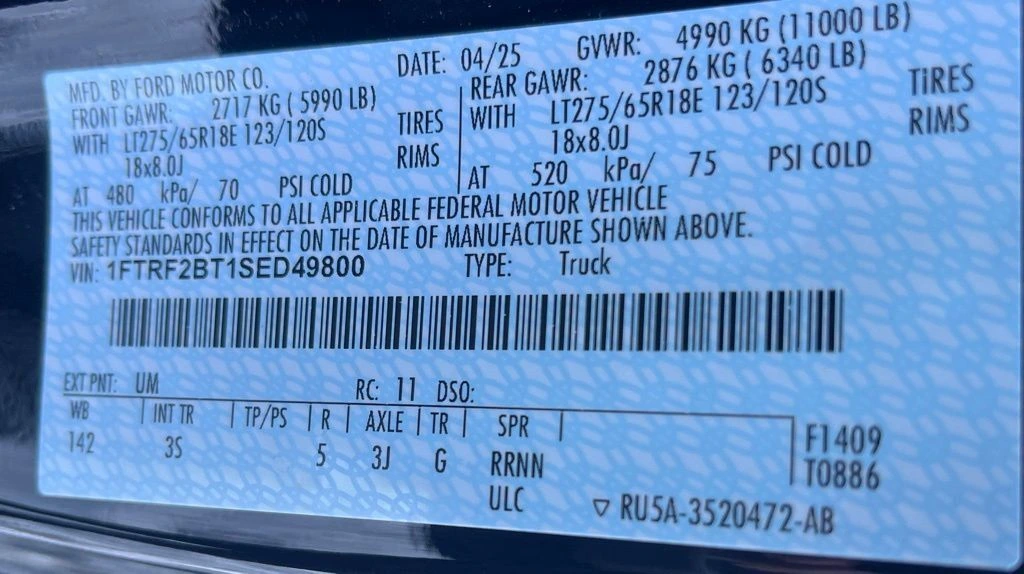 MFD. BY FORD MOTOR CO. DATE: 04/25 GVWR: 4990 KG (11000 LB)
FRONT GAWR: 2717 KG ( 5990 LB) REAR GAWR: 2876 KG ( 6340 LB)
WITH LT275/65R18E 123/120S TIRES WITH LT275/65R18E 123/120S TIRES
18x8.0J RIMS 18x8.0J RIMS
AT 480 kPa/ 70 PSI COLD AT 520 kPa/ 75 PSI COLD
THIS VEHICLE CONFORMS TO ALL APPLICABLE FEDERAL MOTOR VEHICLE
SAFETY STANDARDS IN EFFECT ON THE DATE OF MANUFACTURE SHOWN ABOVE.
VIN: 1FTRF2BT1SED49800 TYPE: Truck
EXT PNT: UM RC: 11 DSO:
WB INT TR TP/PS R AXLE TR SPR F1409
142 3S 5 3J G RRNN T0886
ULC ▽ RU5A-3520472-AB